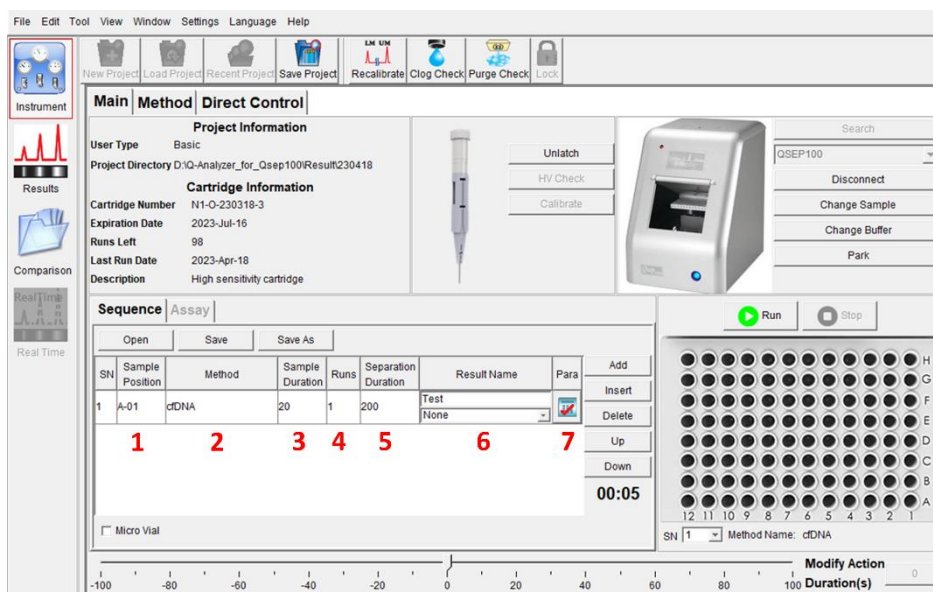 File Edit Tool View Window Settings Language Help
New Project Load Project Recent Project Save Project Recalibrate Clog Check Purge Check Lock
LM UM
Instrument
Results
Comparison
RealTime
Real Time
Main Method Direct Control
Project Information
User Type Basic
Project Directory D:\Q-Analyzer_for_Qsep100\Result\230418
Cartridge Information
Cartridge Number N1-O-230318-3
Expiration Date 2023-Jul-16
Runs Left 98
Last Run Date 2023-Apr-18
Description High sensitivity cartridge
Unlatch
HV Check
Calibrate
Search
QSEP100
Disconnect
Change Sample
Change Buffer
Park
Sequence Assay
Open Save Save As
SN Sample Position Method Sample Duration Runs Separation Duration Result Name Para
1 A-01 cfDNA 20 1 200 Test
None
1 2 3 4 5 6 7
Add
Insert
Delete
Up
Down
00:05
Micro Vial
Run Stop
H
G
F
E
D
C
B
A
12 11 10 9 8 7 6 5 4 3 2 1
SN 1 Method Name: cfDNA
-100 -80 -60 -40 -20 0 20 40 60 80 100
Modify Action
Duration(s) 0